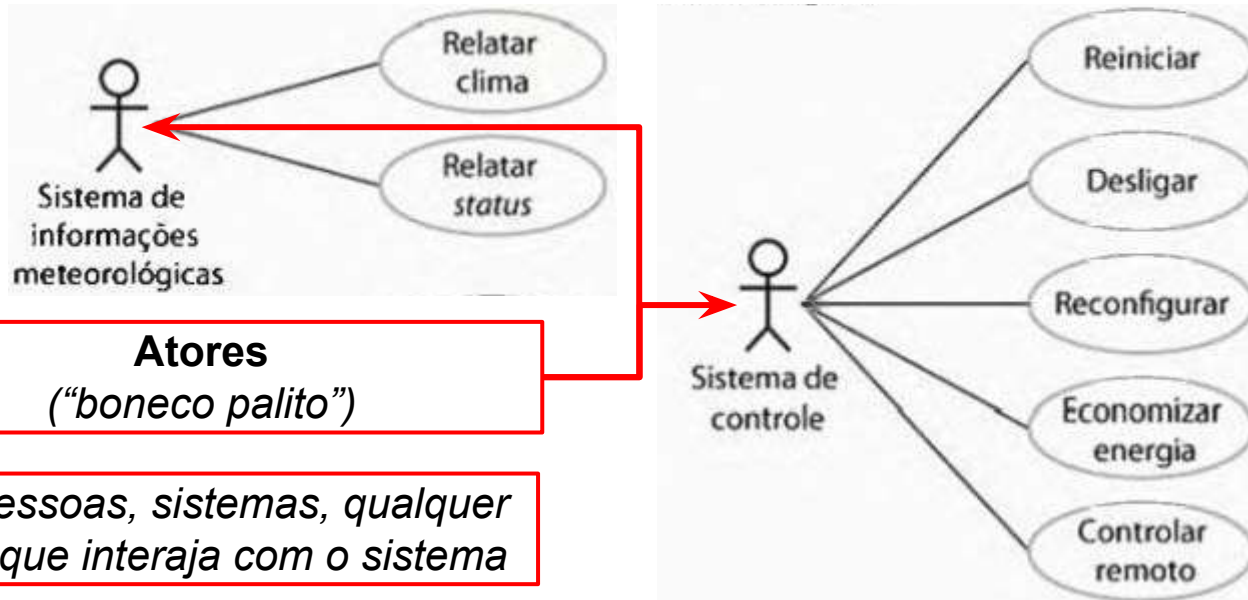 Relatar
clima
Relatar
status
Sistema de
informações
meteorológicas
Atores
(“boneco palito”)
essoas, sistemas, qualquer
que interaja com o sistema
Sistema de
controle
Reiniciar
Desligar
Reconfigurar
Economizar
energia
Controlar
remoto